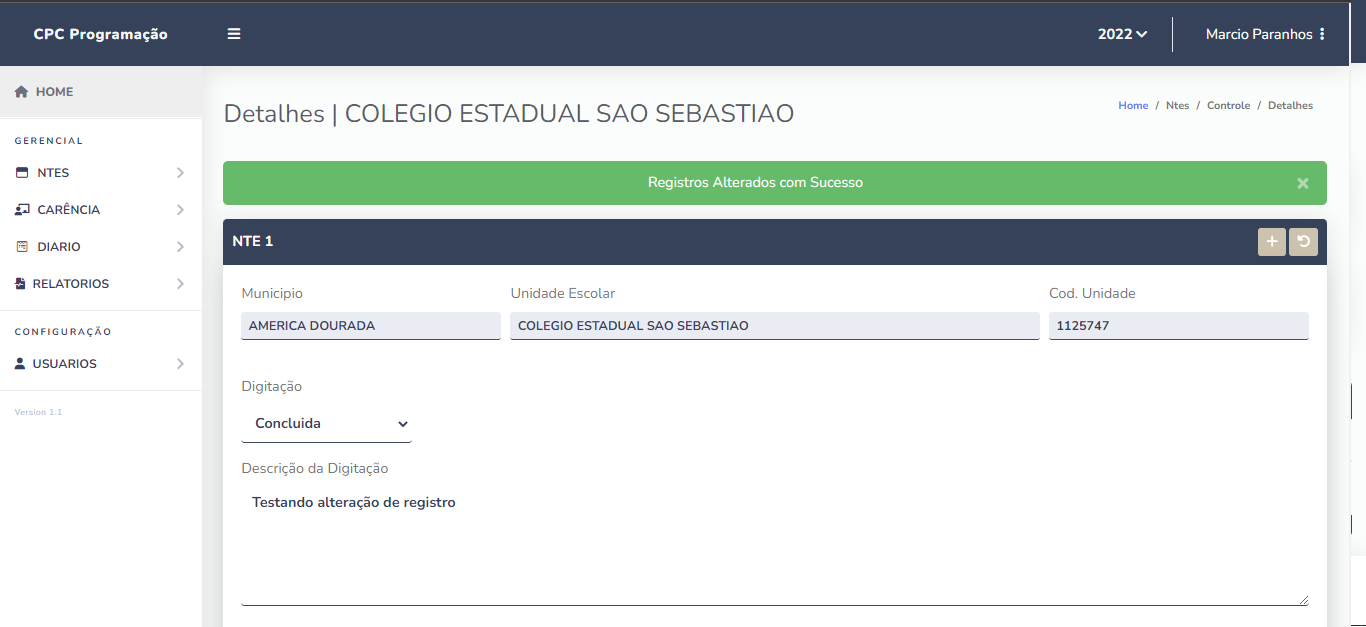 CPC Programação
2022
Marcio Paranhos
HOME
GERENCIAL
NTES
CARÊNCIA
DIARIO
RELATORIOS
CONFIGURAÇÃO
USUARIOS
Version 1.1
Detalhes | COLEGIO ESTADUAL SAO SEBASTIAO
Home / Ntes / Controle / Detalhes
Registros Alterados com Sucesso
NTE 1
Municipio Unidade Escolar Cod. Unidade
AMERICA DOURADA COLEGIO ESTADUAL SAO SEBASTIAO 1125747
Digitação
Concluida
Descrição da Digitação
Testando alteração de registro